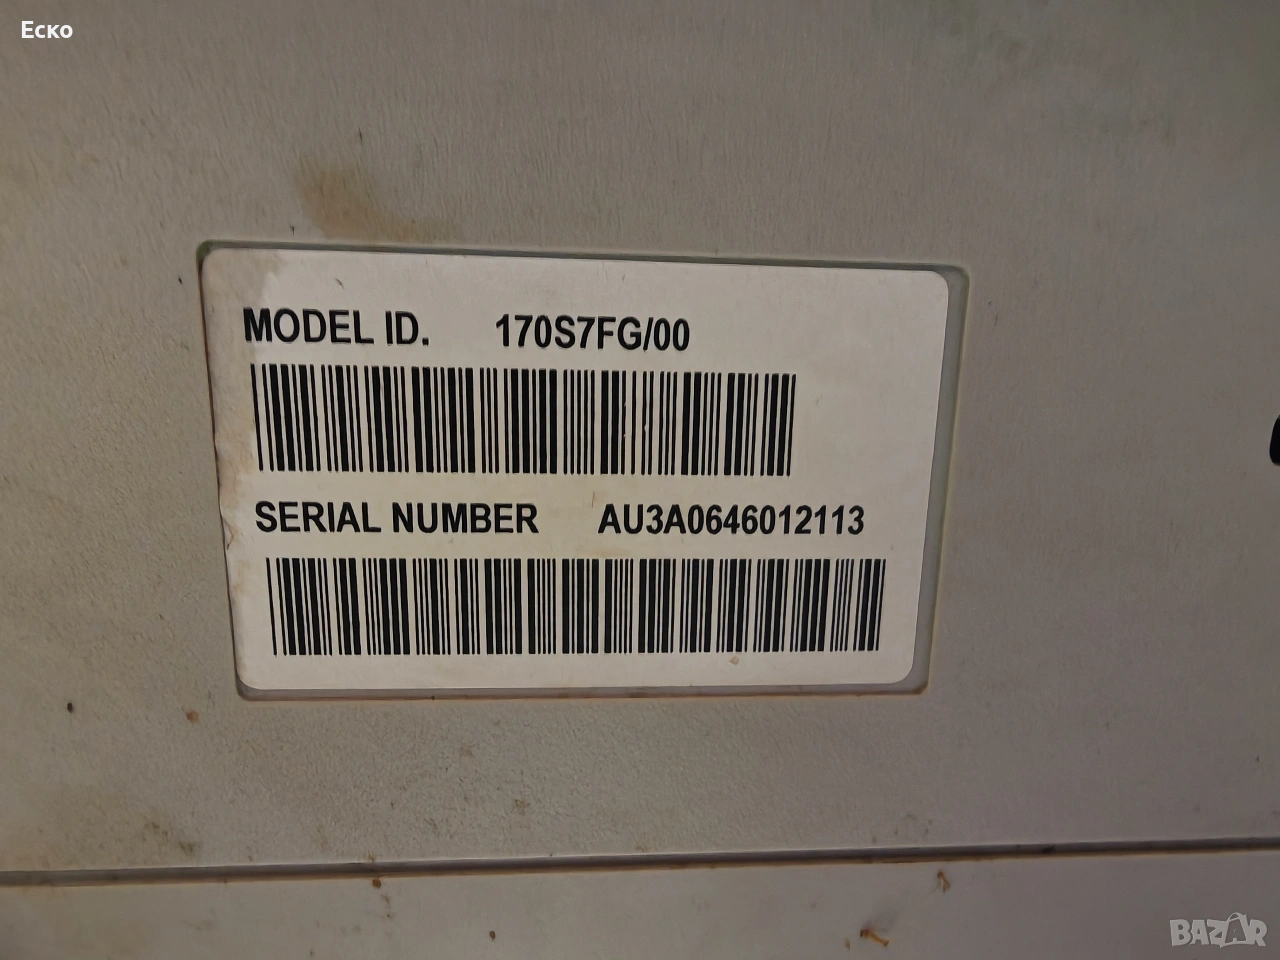 Ecko
MODEL ID. 170S7FG/00
SERIAL NUMBER AU3A0646012113
BAZAR